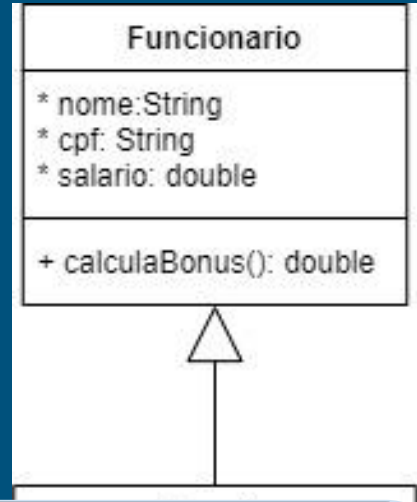 Funcionario
* nome:String
* cpf: String
* salario: double
+ calculaBonus(): double